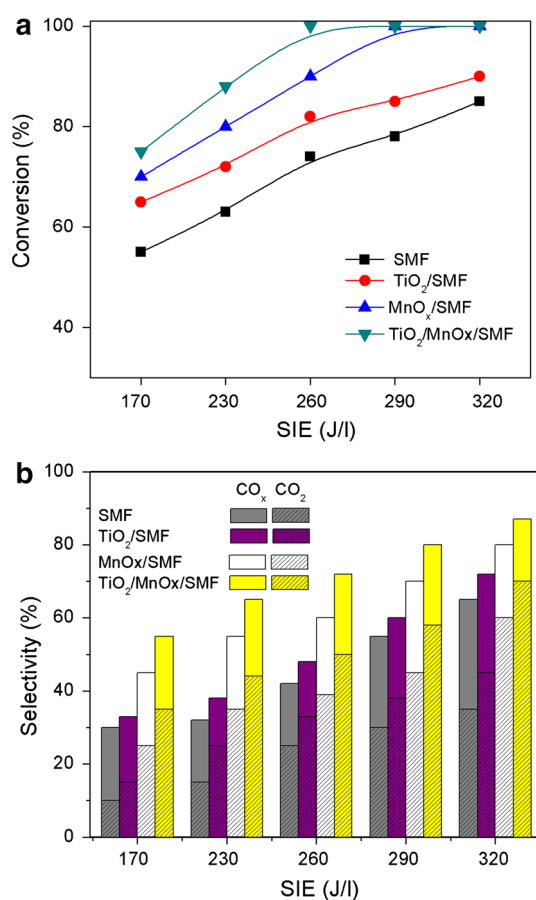 a
100
80
60
40
Conversion (%)
SMF
TiO₂/SMF
MnOₓ/SMF
TiO₂/MnOx/SMF
170 230 260 290 320
SIE (J/l)
b
100
80
60
40
20
0
Selectivity (%)
COₓ CO₂
SMF
TiO₂/SMF
MnOx/SMF
TiO₂/MnOx/SMF
170 230 260 290 320
SIE (J/l)